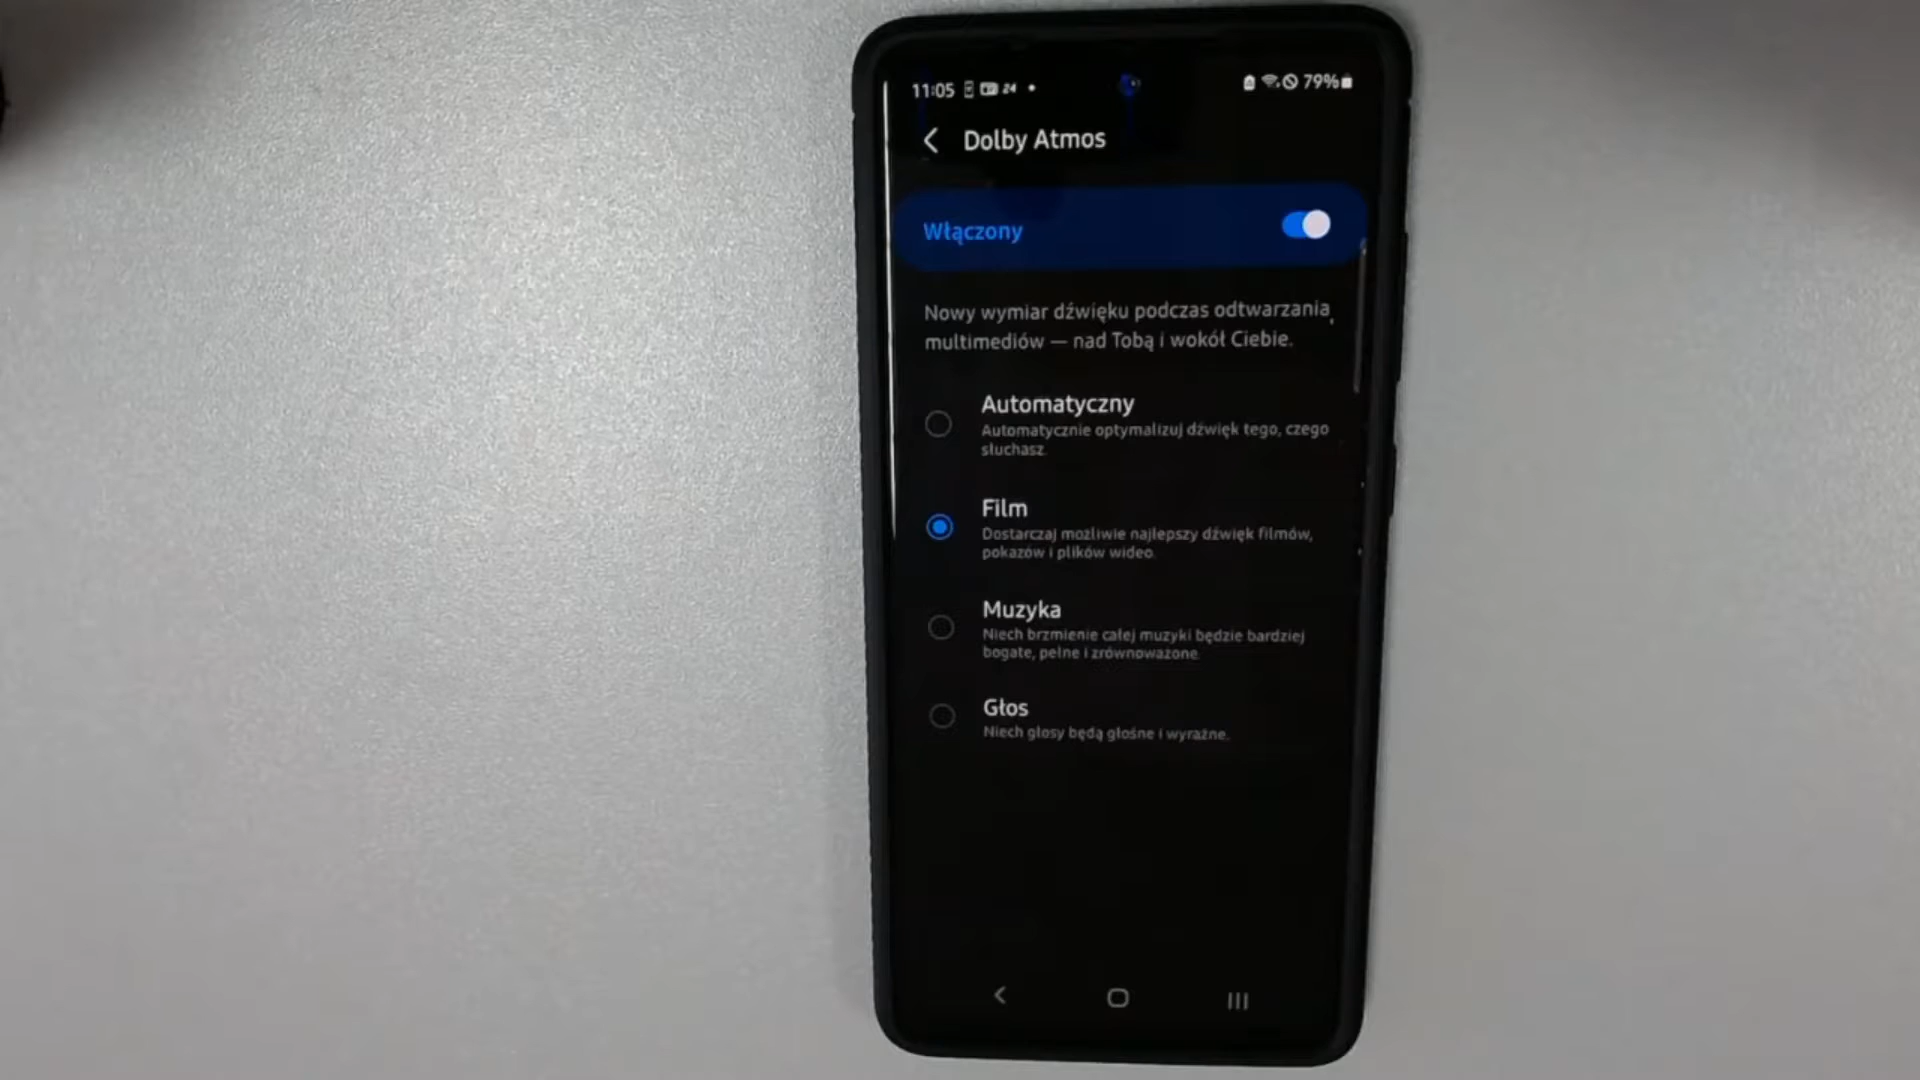 11:05 24 79%
Dolby Atmos
Włączony
Nowy wymiar dźwięku podczas odtwarzania
multimediów — nad Tobą i wokół Ciebie.
Automatyczny
Automatycznie optymalizuj dźwięk tego, czego
słuchasz.
Film
Dostarczaj możliwie najlepszy dźwięk filmów,
pokazów i plików wideo.
Muzyka
Niech brzmienie całej muzyki będzie bardziej
bogate, pełne i zrównoważone.
Głos
Niech głosy będą głośne i wyraźne.